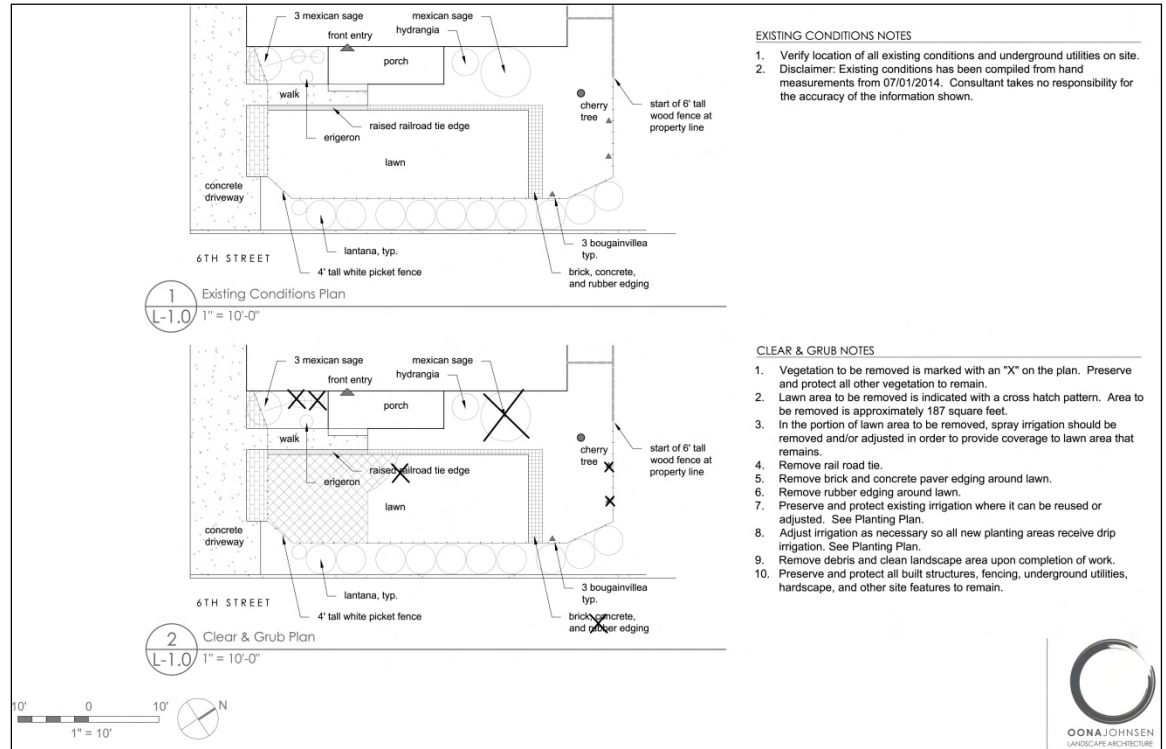 3 mexican sage
mexican sage
hydrangia
front entry
porch
walk
cherry
tree
start of 6' tall
wood fence at
property line
raised railroad tie edge
erigeron
lawn
concrete
driveway
lantana, typ.
3 bougainvillea
typ.
6TH STREET
4' tall white picket fence
brick, concrete,
and rubber edging
1
L-1.0
Existing Conditions Plan
1" = 10'-0"
EXISTING CONDITIONS NOTES
1. Verify location of all existing conditions and underground utilities on site.
2. Disclaimer: Existing conditions has been compiled from hand
measurements from 07/01/2014. Consultant takes no responsibility for
the accuracy of the information shown.
3 mexican sage
mexican sage
hydrangia
front entry
porch
walk
cherry
tree
start of 6' tall
wood fence at
property line
raised railroad tie edge
erigeron
lawn
concrete
driveway
lantana, typ.
3 bougainvillea
typ.
6TH STREET
4' tall white picket fence
brick, concrete,
and rubber edging
2
L-1.0
Clear & Grub Plan
1" = 10'-0"
CLEAR & GRUB NOTES
1. Vegetation to be removed is marked with an "X" on the plan. Preserve
and protect all other vegetation to remain.
2. Lawn area to be removed is indicated with a cross hatch pattern. Area to
be removed is approximately 187 square feet.
3. In the portion of lawn area to be removed, spray irrigation should be
removed and/or adjusted in order to provide coverage to lawn area that
remains.
4. Remove rail road tie.
5. Remove brick and concrete paver edging around lawn.
6. Remove rubber edging around lawn.
7. Preserve and protect existing irrigation where it can be reused or
adjusted. See Planting Plan.
8. Adjust irrigation as necessary so all new planting areas receive drip
irrigation. See Planting Plan.
9. Remove debris and clean landscape area upon completion of work.
10. Preserve and protect all built structures, fencing, underground utilities,
hardscape, and other site features to remain.
10' 0 10'
1" = 10'
N
OONAJOHNSEN
LANDSCAPE ARCHITECTURE